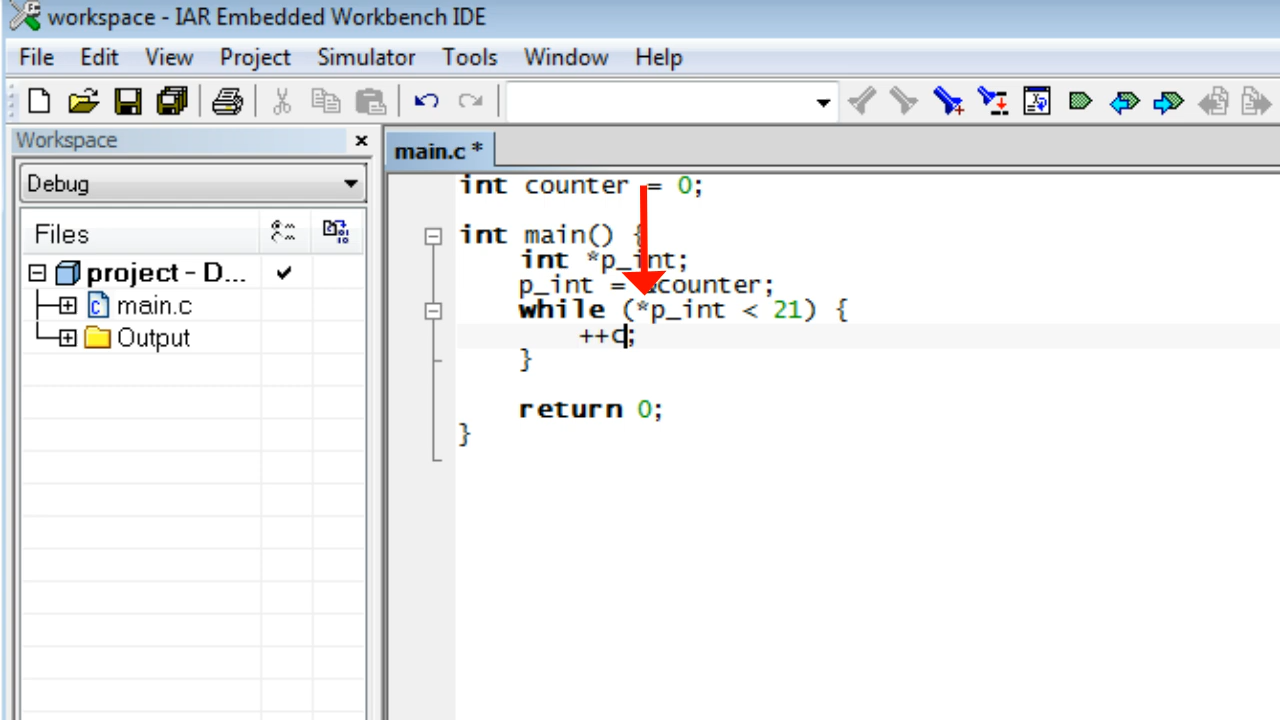 workspace - IAR Embedded Workbench IDE
File Edit View Project Simulator Tools Window Help
Workspace
main.c *
Debug
Files
project - D...
main.c
Output
int counter = 0;
int main() {
int *p_int;
p_int = &counter;
while (*p_int < 21) {
++c;
}
return 0;
}